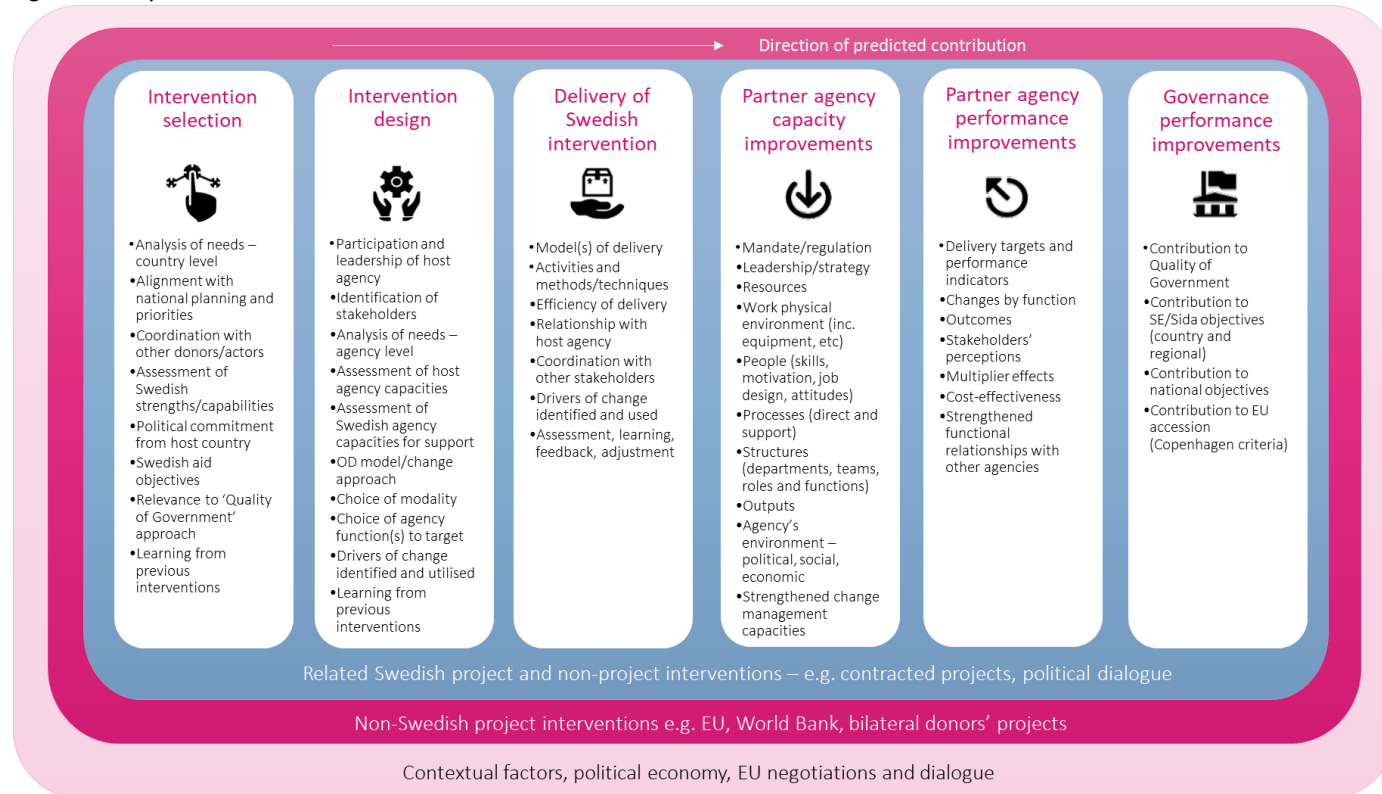 Direction of predicted contribution
Intervention
selection
•Analysis of needs –
country level
•Alignment with
national planning and
priorities
•Coordination with
other donors/actors
•Assessment of
Swedish
strengths/capabilities
•Political commitment
from host country
•Swedish aid
objectives
•Relevance to ‘Quality
of Government’
approach
•Learning from
previous
interventions
Intervention
design
•Participation and
leadership of host
agency
•Identification of
stakeholders
•Analysis of needs –
agency level
•Assessment of host
agency capacities
•Assessment of
Swedish agency
capacities for support
•OD model/change
approach
•Choice of modality
•Choice of agency
function(s) to target
•Drivers of change
identified and utilised
•Learning from
previous
interventions
Delivery of
Swedish
intervention
•Model(s) of delivery
•Activities and
methods/techniques
•Efficiency of delivery
•Relationship with
host agency
•Coordination with
other stakeholders
•Drivers of change
identified and used
•Assessment, learning,
feedback, adjustment
Partner agency
capacity
improvements
•Mandate/regulation
•Leadership/strategy
•Resources
•Work physical
environment (inc.
equipment, etc)
•People (skills,
motivation, job
design, attitudes)
•Processes (direct and
support)
•Structures
(departments, teams,
roles and functions)
•Outputs
•Agency’s
environment –
political, social,
economic
•Strengthened change
management
capacities
Partner agency
performance
improvements
•Delivery targets and
performance
indicators
•Changes by function
•Outcomes
•Stakeholders’
perceptions
•Multiplier effects
•Cost-effectiveness
•Strengthened
functional
relationships with
other agencies
Governance
performance
improvements
•Contribution to
Quality of
Government
•Contribution to
SE/Sida objectives
(country and
regional)
•Contribution to
national objectives
•Contribution to EU
accession
(Copenhagen criteria)
Related Swedish project and non-project interventions – e.g. contracted projects, political dialogue
Non-Swedish project interventions e.g. EU, World Bank, bilateral donors’ projects
Contextual factors, political economy, EU negotiations and dialogue